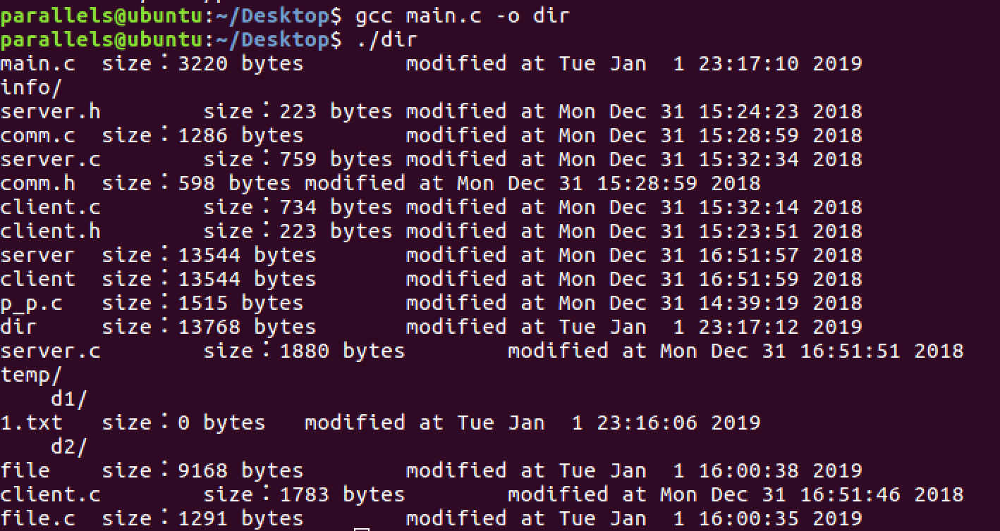 parallels@ubuntu:~/Desktop$ gcc main.c -o dir
parallels@ubuntu:~/Desktop$ ./dir
main.c  size：3220 bytes        modified at Tue Jan  1 23:17:10 2019
info/
server.h        size：223 bytes modified at Mon Dec 31 15:24:23 2018
comm.c  size：1286 bytes        modified at Mon Dec 31 15:28:59 2018
server.c        size：759 bytes modified at Mon Dec 31 15:32:34 2018
comm.h  size：598 bytes modified at Mon Dec 31 15:28:59 2018
client.c        size：734 bytes modified at Mon Dec 31 15:32:14 2018
client.h        size：223 bytes modified at Mon Dec 31 15:23:51 2018
server  size：13544 bytes       modified at Mon Dec 31 16:51:57 2018
client  size：13544 bytes       modified at Mon Dec 31 16:51:59 2018
p_p.c   size：1515 bytes        modified at Mon Dec 31 14:39:19 2018
dir     size：13768 bytes       modified at Tue Jan  1 23:17:12 2019
server.c        size：1880 bytes        modified at Mon Dec 31 16:51:51 2018
temp/
    d1/
1.txt   size：0 bytes   modified at Tue Jan  1 23:16:06 2019
    d2/
file    size：9168 bytes        modified at Tue Jan  1 16:00:38 2019
client.c        size：1783 bytes        modified at Mon Dec 31 16:51:46 2018
file.c  size：1291 bytes        modified at Tue Jan  1 16:00:35 2019